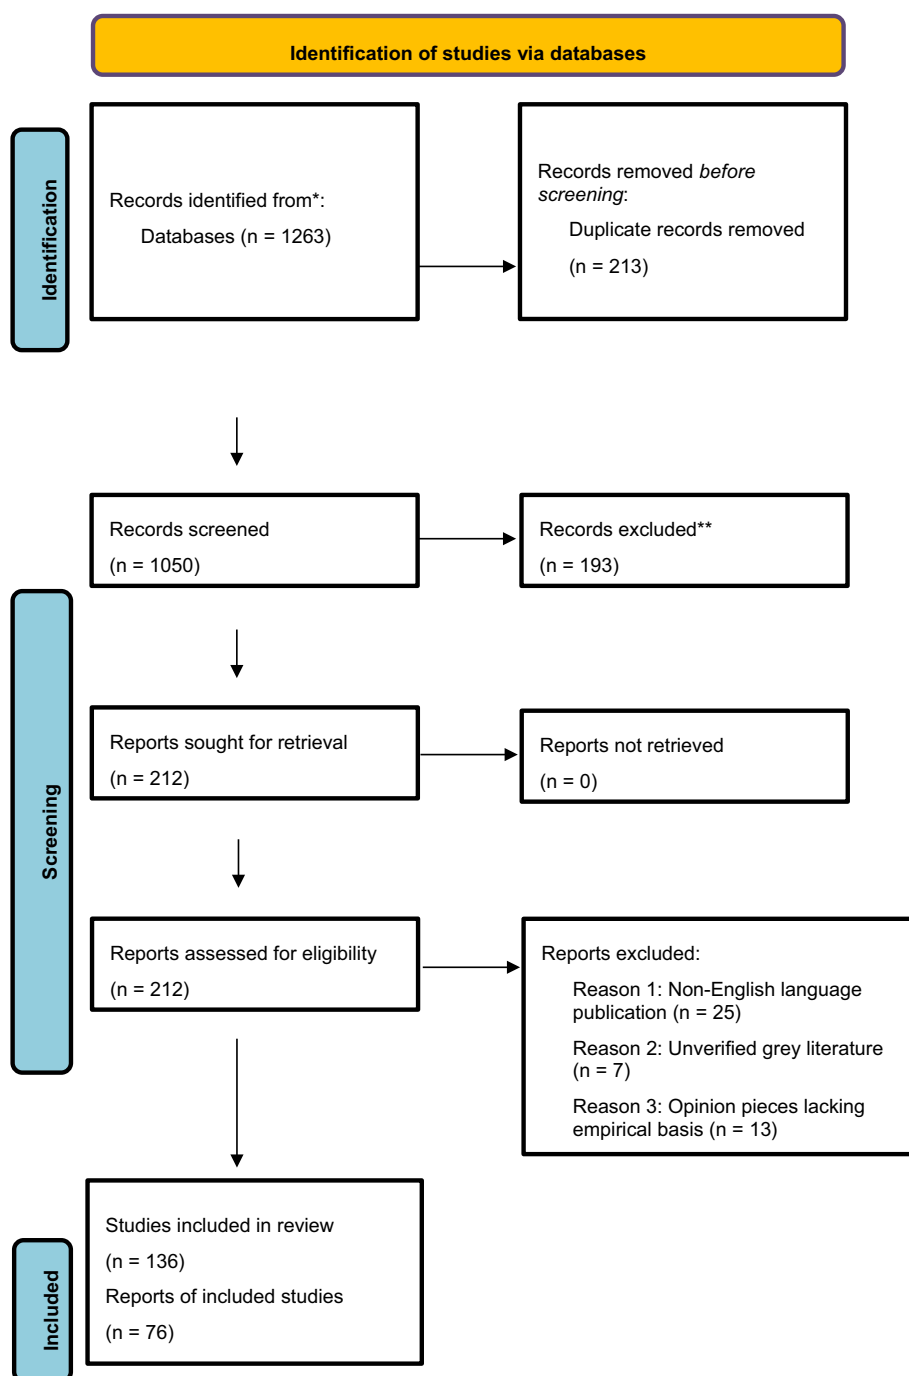 Identification of studies via databases
Identification
Records identified from*:
Databases (n = 1263)
Records removed before
screening:
Duplicate records removed
(n = 213)
Screening
Records screened
(n = 1050)
Records excluded**
(n = 193)
Reports sought for retrieval
(n = 212)
Reports not retrieved
(n = 0)
Reports assessed for eligibility
(n = 212)
Reports excluded:
Reason 1: Non-English language
publication (n = 25)
Reason 2: Unverified grey literature
(n = 7)
Reason 3: Opinion pieces lacking
empirical basis (n = 13)
Included
Studies included in review
(n = 136)
Reports of included studies
(n = 76)